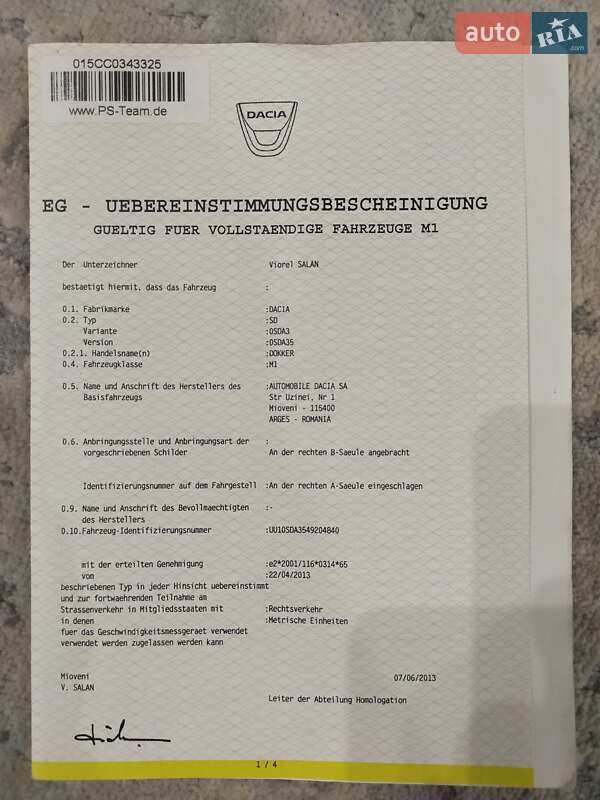 auto RIA .com
015CC0343325
www.PS-Team.de
DACIA
EG - UEBEREINSTIMMUNGSBESCHEINIGUNG
GUELTIG FUER VOLLSTAENDIGE FAHRZEUGE M1
Der Unterzeichner Viorel SALAN
bestaetigt hiermit, dass das Fahrzeug :
0.1. Fabrikmarke :DACIA
0.2. Typ :SD
Variante :0SDA3
Version :0SDA35
0.2.1. Handelsname(n) :DOKKER
0.4. Fahrzeugklasse :M1
0.5. Name und Anschrift des Herstellers des :AUTOMOBILE DACIA SA
Basisfahrzeugs Str Uzinei, Nr 1
Mioveni - 115400
ARGES - ROMANIA
0.6. Anbringungsstelle und Anbringungsart der :
vorgeschriebenen Schilder An der rechten B-Saeule angebracht
Identifizierungsnummer auf dem Fahrgestell :An der rechten A-Saeule eingeschlagen
0.9. Name und Anschrift des Bevollmaechtigten :-
des Herstellers
0.10.Fahrzeug-Identifizierungsnummer :UU10SDA3549204840
mit der erteilten Genehmigung :e2*2001/116*0314*65
vom :22/04/2013
beschriebenen Typ in jeder Hinsicht uebereinstimmt
und zur fortwaehrenden Teilnahme am
Strassenverkehr in Mitgliedsstaaten mit :Rechtsverkehr
in denen :Metrische Einheiten
fuer das Geschwindigkeitsmessgeraet verwendet
verwendet werden zugelassen werden kann
Mioveni 07/06/2013
V. SALAN
Leiter der Abteilung Homologation
1 / 4